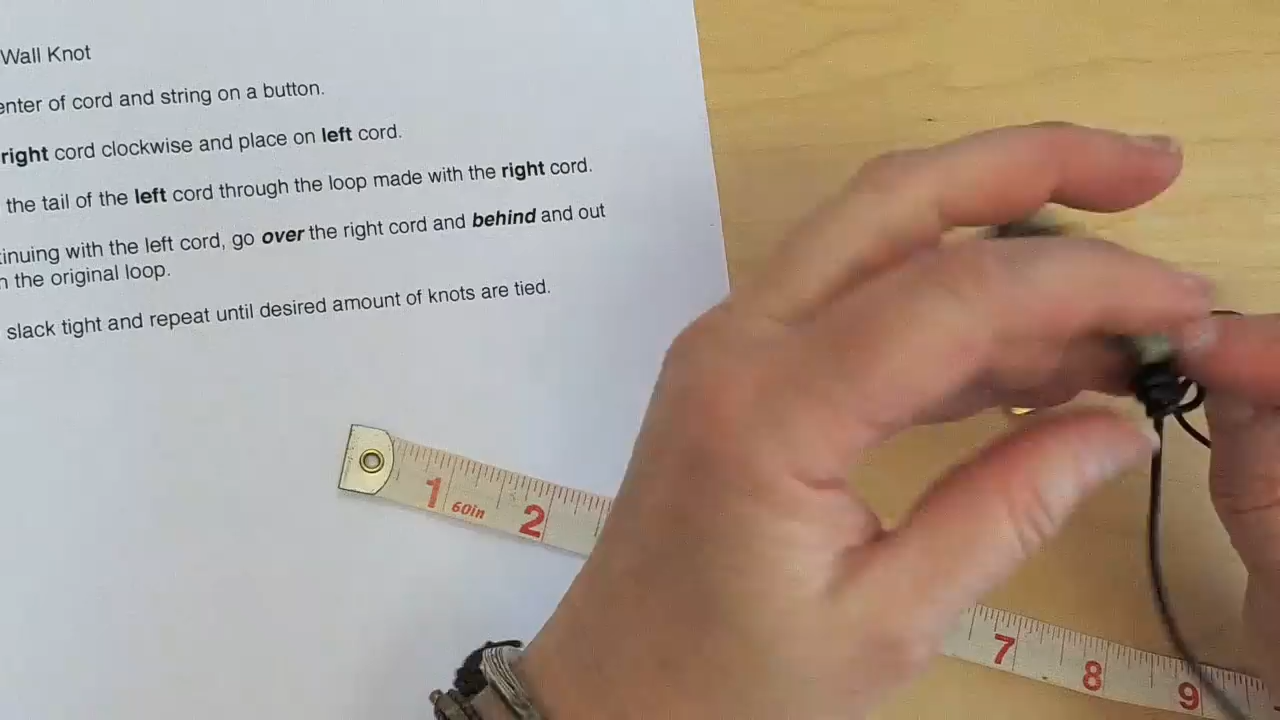 Wall Knot
enter of cord and string on a button.
right cord clockwise and place on left cord.
the tail of the left cord through the loop made with the right cord.
tinuing with the left cord, go over the right cord and behind and out
the original loop.
slack tight and repeat until desired amount of knots are tied.
1 60in 2
7 8 9